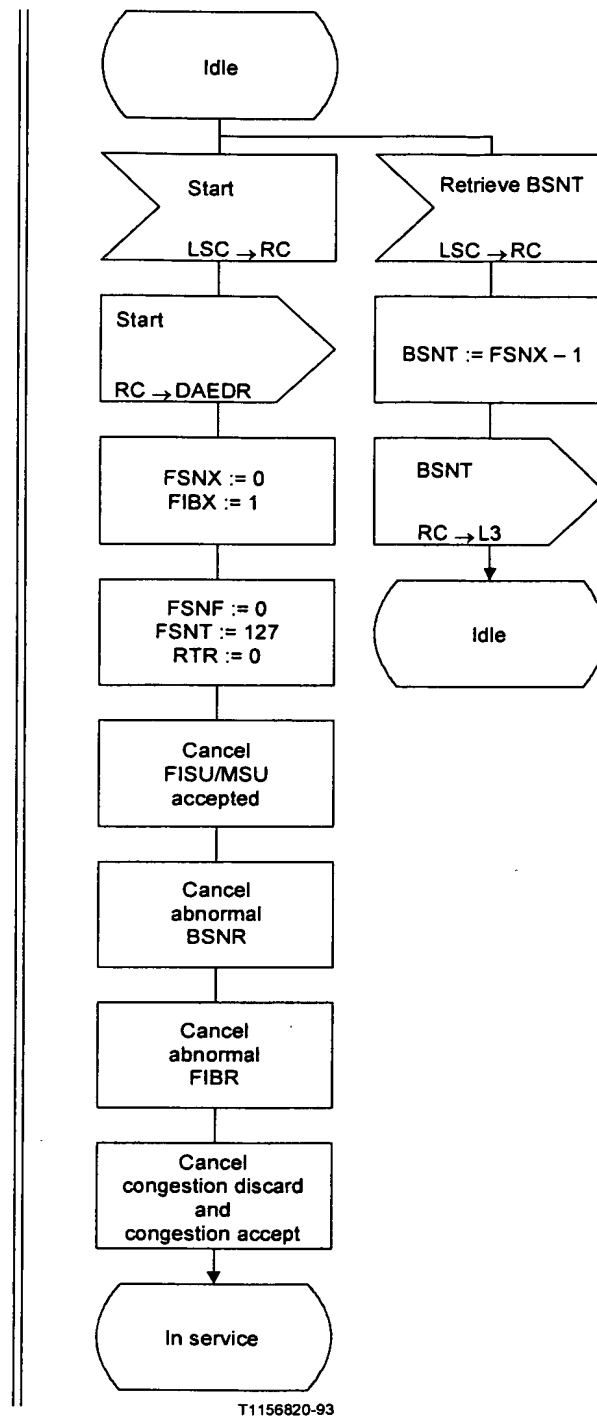 Idle
Start
LSC → RC
Start
RC → DAEDR
FSNX := 0
FIBX := 1
FSNF := 0
FSNT := 127
RTR := 0
Cancel
FISU/MSU
accepted
Cancel
abnormal
BSNR
Cancel
abnormal
FIBR
Cancel
congestion discard
and
congestion accept
In service
Retrieve BSNT
LSC → RC
BSNT := FSNX – 1
BSNT
RC → L3
Idle
T1156820-93